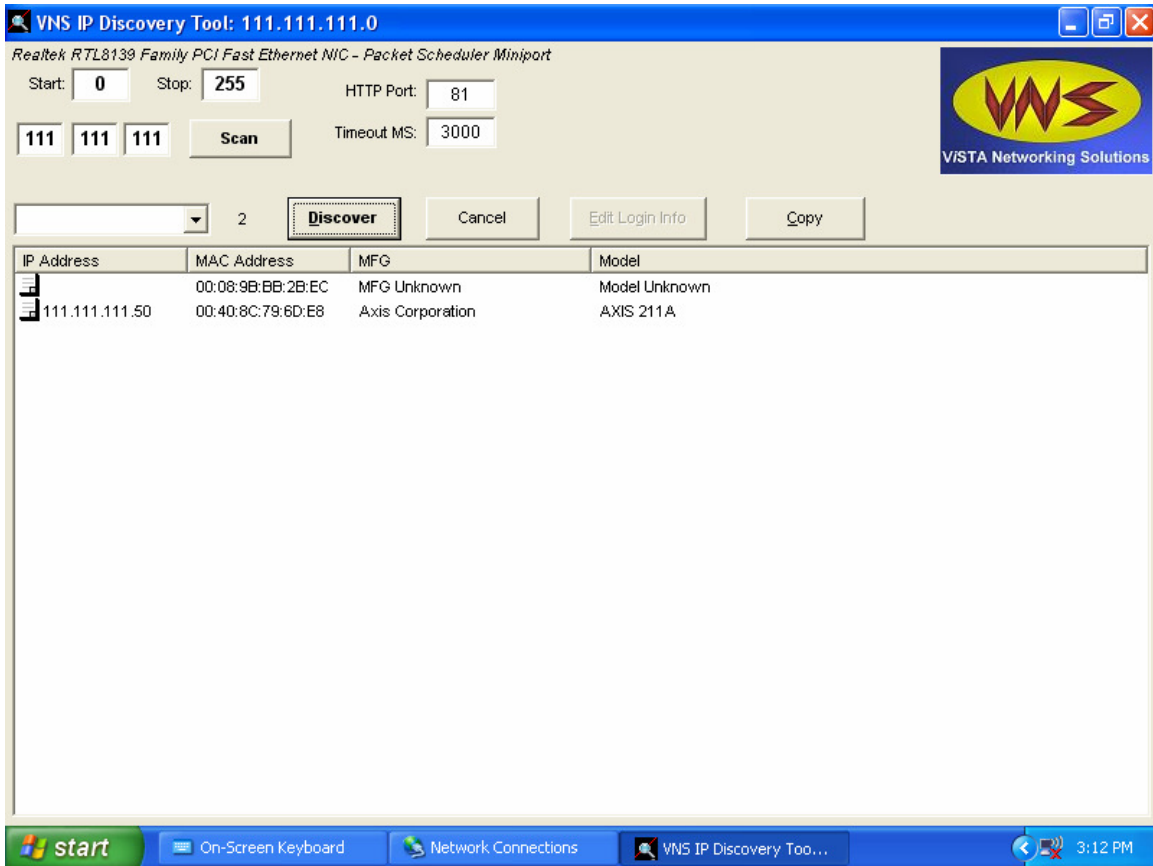 VNS IP Discovery Tool: 111.111.111.0
Realtek RTL8139 Family PCI Fast Ethernet NIC - Packet Scheduler Miniport
Start: 0 Stop: 255 HTTP Port: 81
111 111 111 Scan Timeout MS: 3000
VNS
ViSTA Networking Solutions
2 Discover Cancel Edit Login Info Copy
IP Address MAC Address MFG Model
00:08:9B:BB:2B:EC MFG Unknown Model Unknown
111.111.111.50 00:40:8C:79:6D:E8 Axis Corporation AXIS 211A
start On-Screen Keyboard Network Connections VNS IP Discovery Too... 3:12 PM